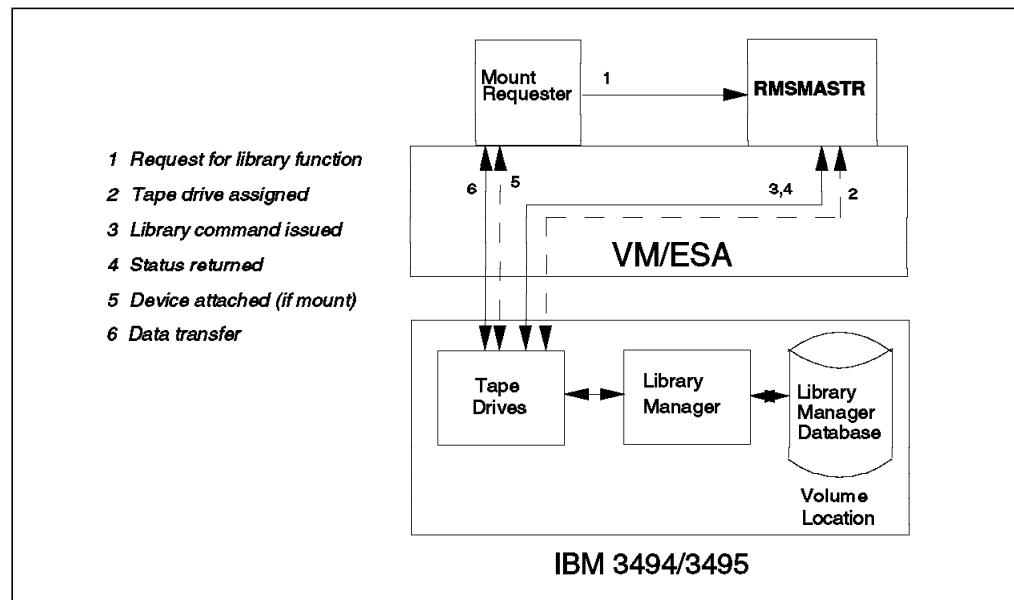 Mount
Requester
1
RMSMASTR
1 Request for library function
2 Tape drive assigned
3 Library command issued
4 Status returned
5 Device attached (if mount)
6 Data transfer
6
5
3,4
2
VM/ESA
Tape
Drives
Library
Manager
Library
Manager
Database
Volume
Location
IBM 3494/3495